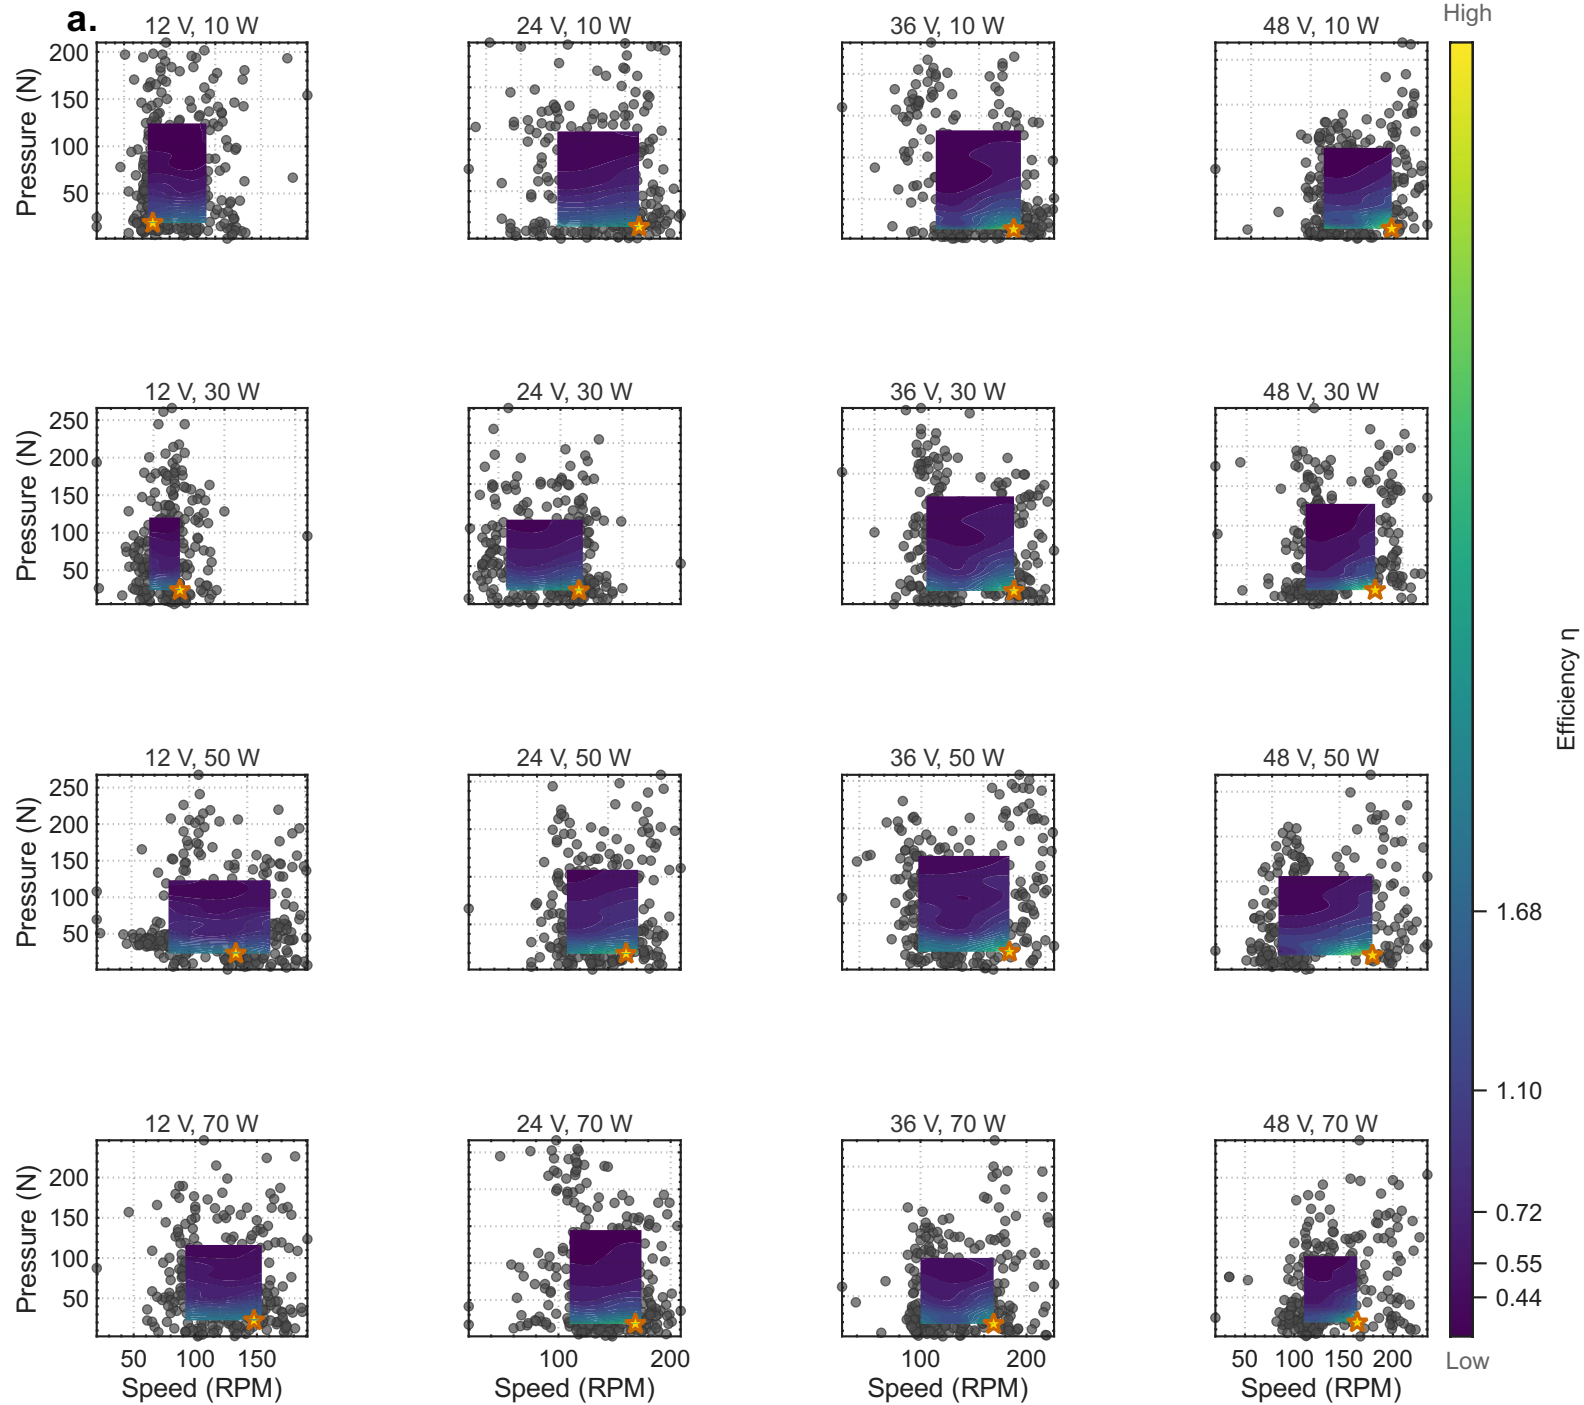 a.
12 V, 10 W
24 V, 10 W
36 V, 10 W
48 V, 10 W
High
Pressure (N)
200
150
100
50
12 V, 30 W
24 V, 30 W
36 V, 30 W
48 V, 30 W
Pressure (N)
250
200
150
100
50
Efficiency η
12 V, 50 W
24 V, 50 W
36 V, 50 W
48 V, 50 W
Pressure (N)
250
200
150
100
50
1.68
1.10
0.72
0.55
0.44
Low
12 V, 70 W
24 V, 70 W
36 V, 70 W
48 V, 70 W
Pressure (N)
200
150
100
50
50 100 150
100 200
100 200
50 100 150 200
Speed (RPM)
Speed (RPM)
Speed (RPM)
Speed (RPM)